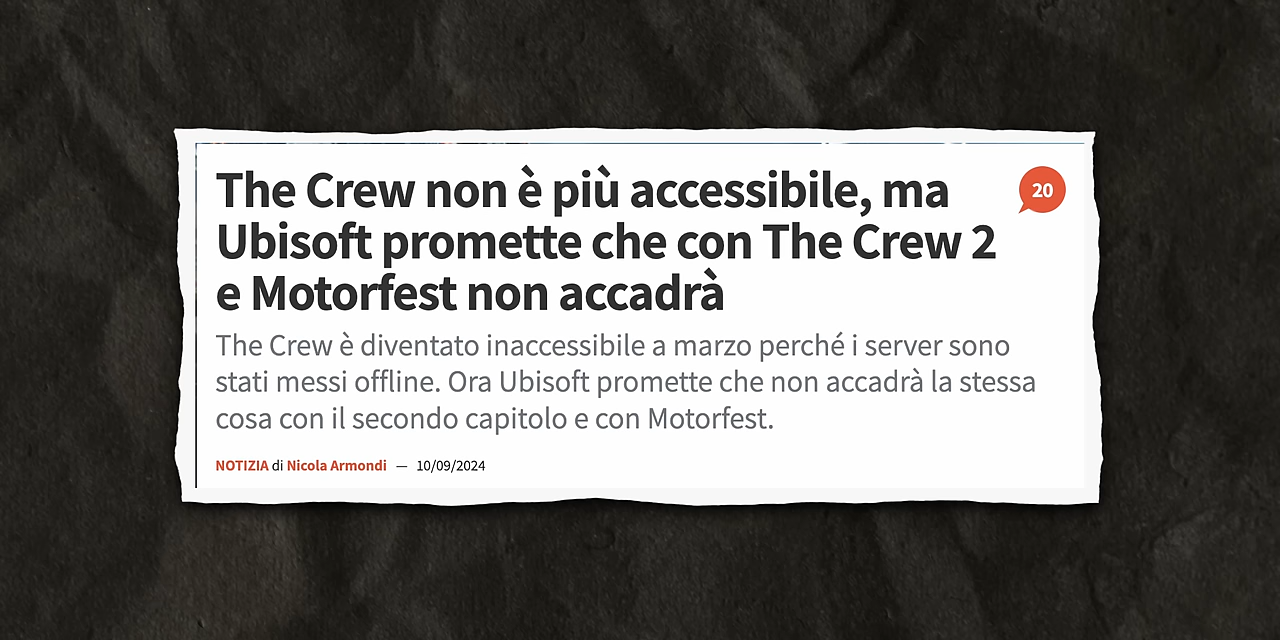 The Crew non è più accessibile, ma
20
Ubisoft promette che con The Crew 2
e Motorfest non accadrà
The Crew è diventato inaccessibile a marzo perché i server sono
stati messi offline. Ora Ubisoft promette che non accadrà la stessa
cosa con il secondo capitolo e con Motorfest.
NOTIZIA di Nicola Armondi — 10/09/2024